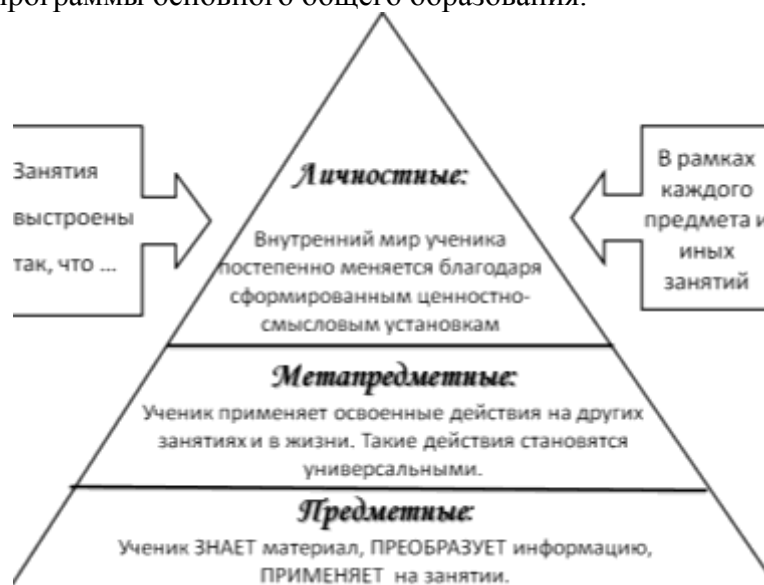 программы основного общего образования.
Занятия
выстроены
так, что ...
Личностные:
Внутренний мир ученика
постепенно меняется благодаря
сформированным ценностно-
смысловым установкам
В рамках
каждого
предмета и
иных
занятий
Метапредметные:
Ученик применяет освоенные действия на других
занятиях и в жизни. Такие действия становятся
универсальными.
Предметные:
Ученик ЗНАЕТ материал, ПРЕОБРАЗУЕТ информацию,
ПРИМЕНЯЕТ на занятии.